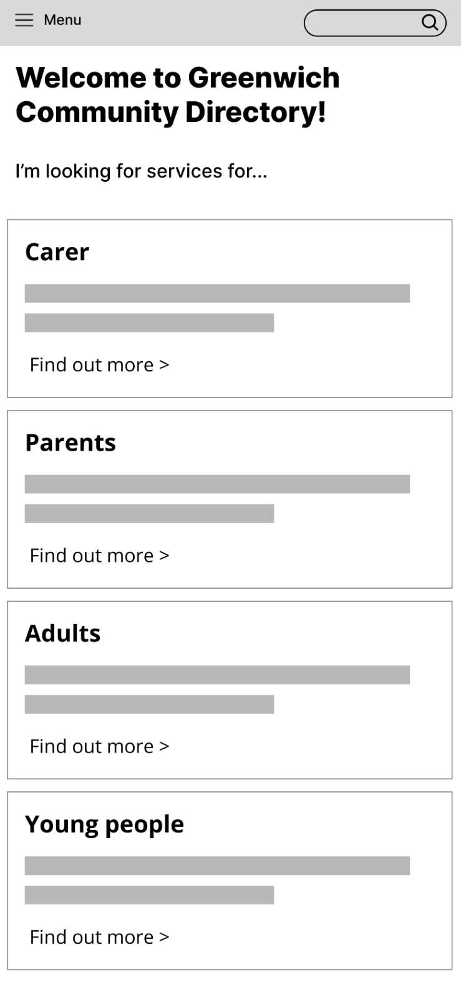 Menu
Welcome to Greenwich
Community Directory!
I’m looking for services for...
Carer
Find out more >
Parents
Find out more >
Adults
Find out more >
Young people
Find out more >